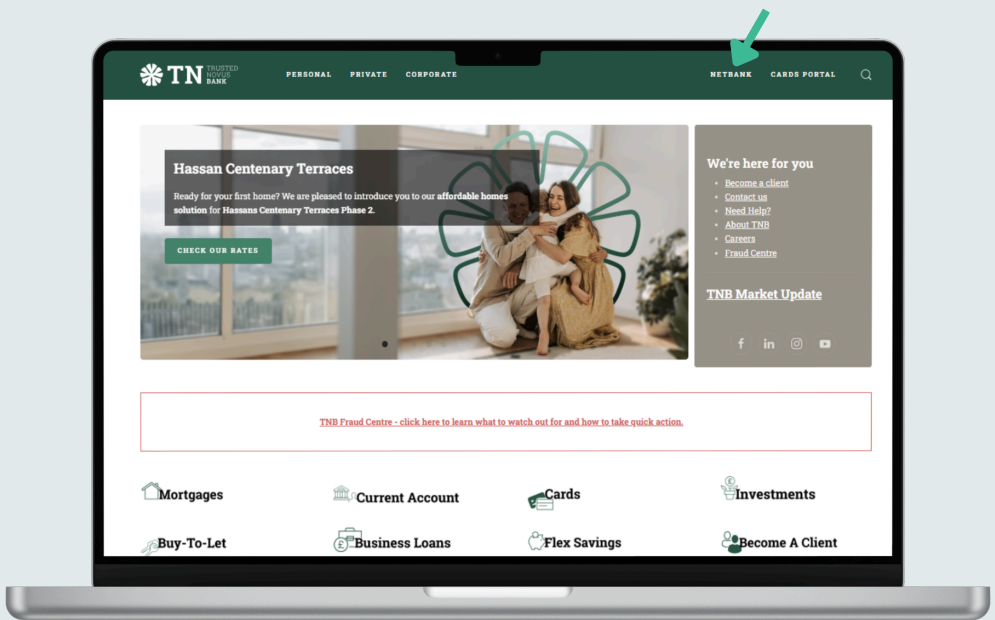 TN TRUSTED
NOVUS
BANK
PERSONAL PRIVATE CORPORATE
NETBANK CARDS PORTAL
Hassan Centenary Terraces
Ready for your first home? We are pleased to introduce you to our affordable homes
solution for Hassans Centenary Terraces Phase 2.
CHECK OUR RATES
We're here for you
Become a client
Contact us
Need Help?
About TNB
Careers
Fraud Centre
TNB Market Update
TNB Fraud Centre - click here to learn what to watch out for and how to take quick action.
Mortgages
Current Account
Cards
Investments
Buy-To-Let
Business Loans
Flex Savings
Become A Client